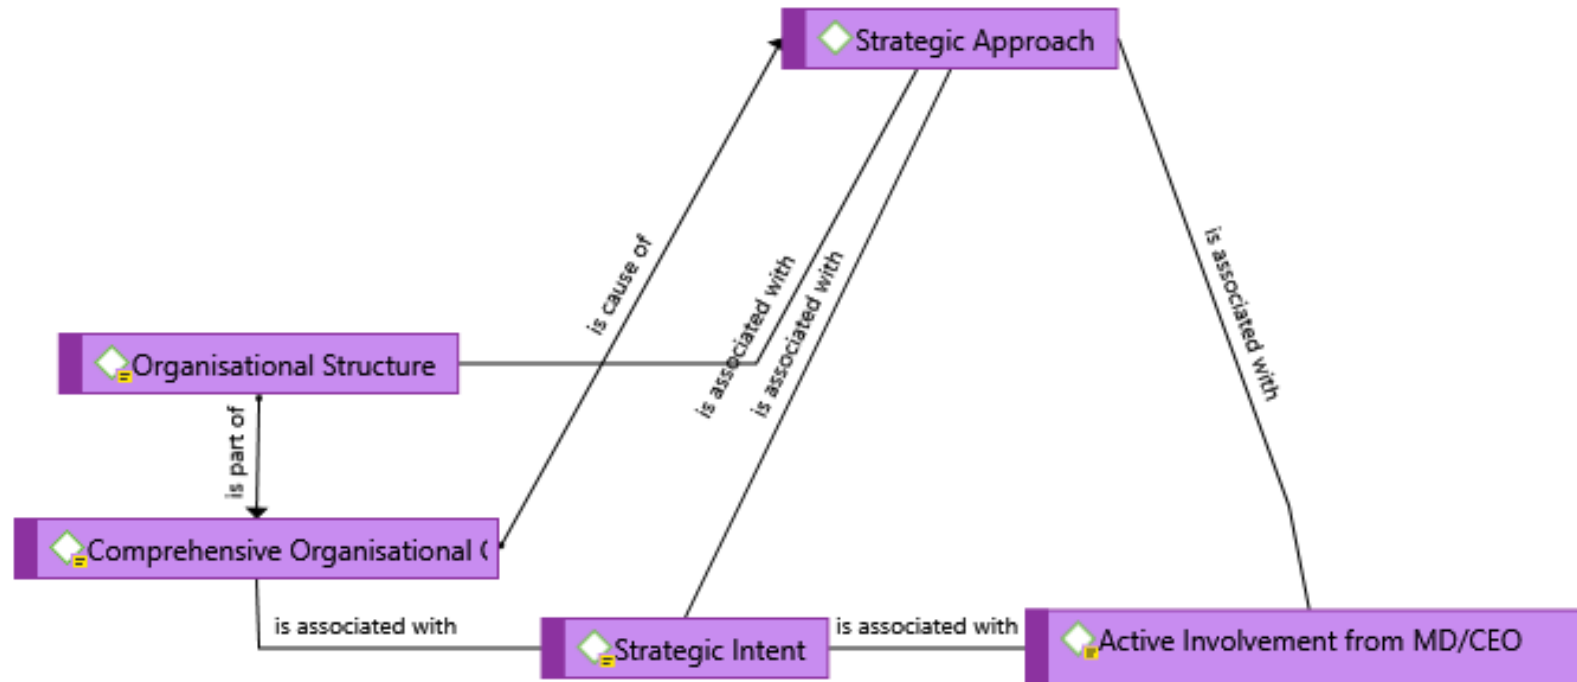 Strategic Approach
is cause of
is associated with
is associated with
is associated with
Organisational Structure
is part of
Comprehensive Organisational
is associated with
Strategic Intent
is associated with
Active Involvement from MD/CEO